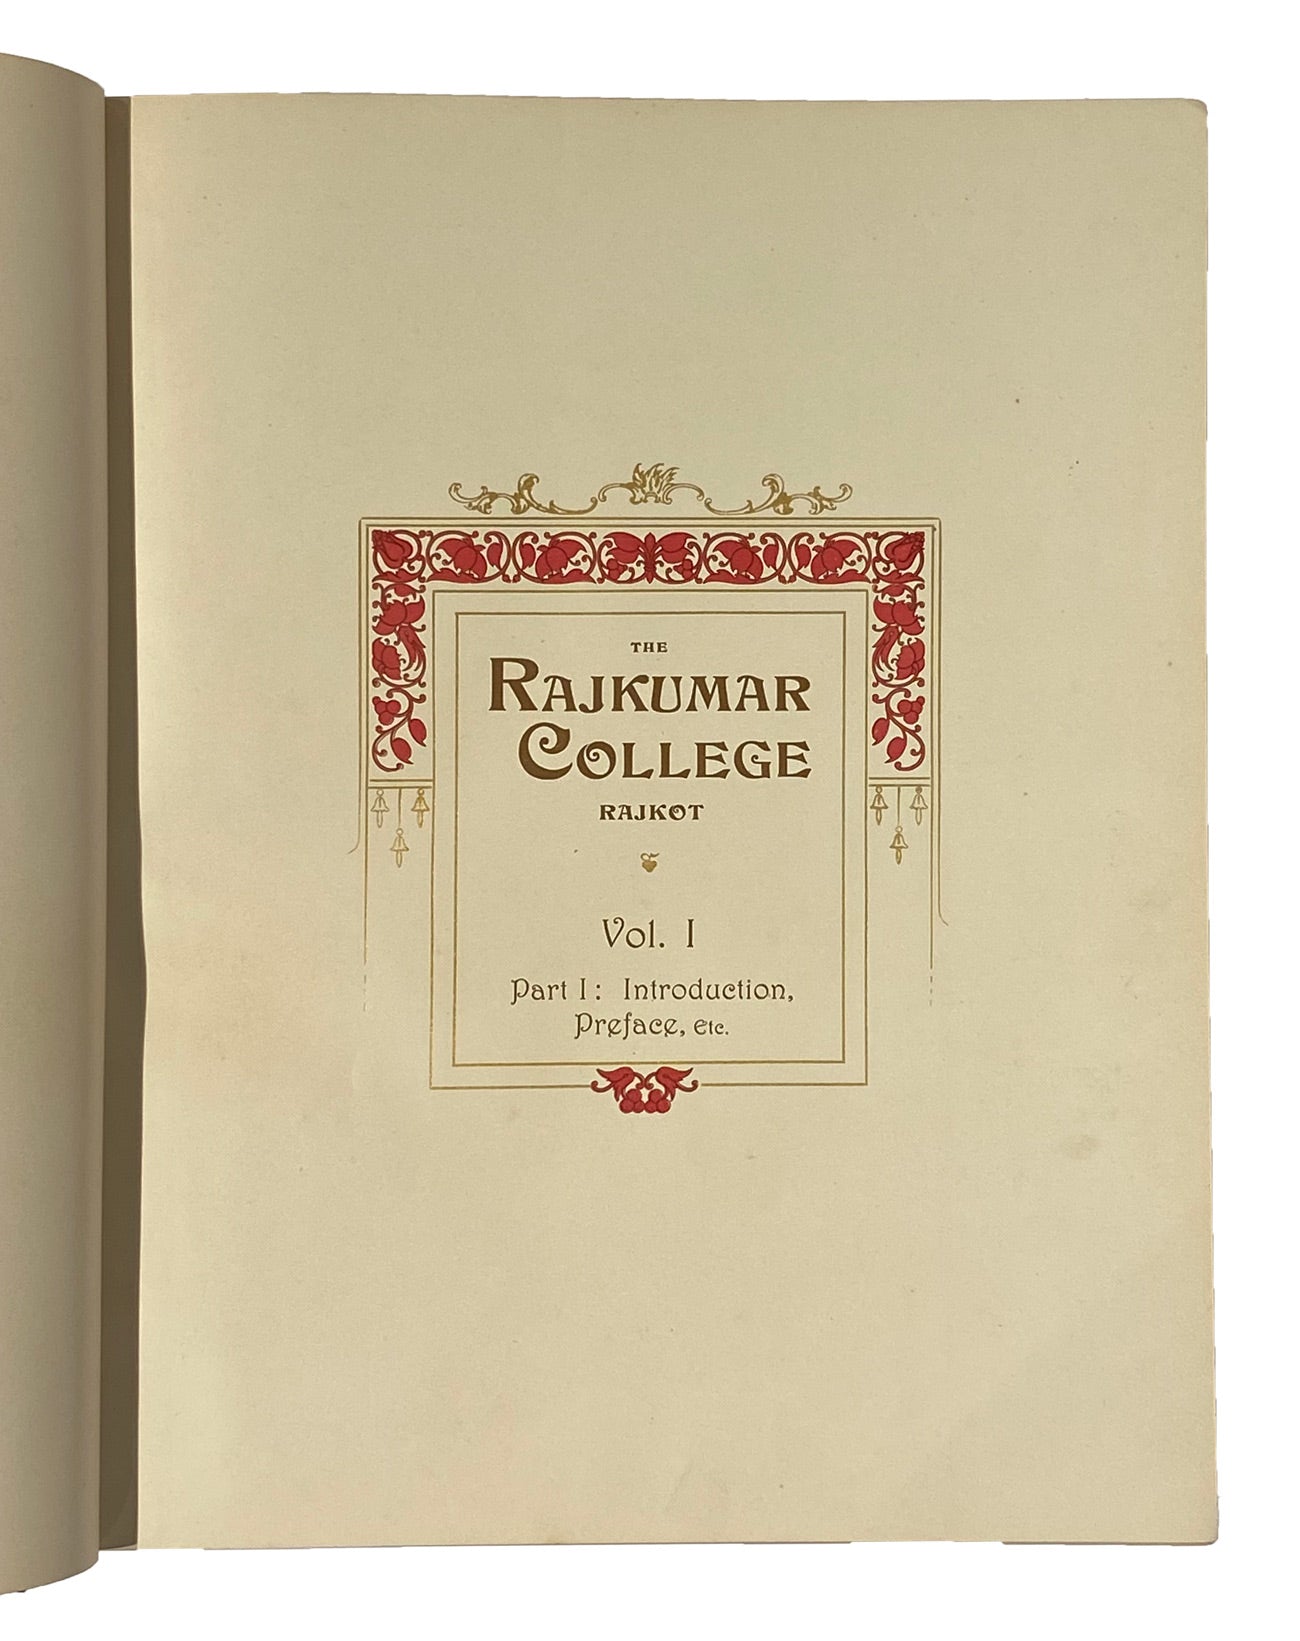 THE
RAJKUMAR
COLLEGE
RAJKOT
Vol. I
Part I: Introduction,
Preface, etc.